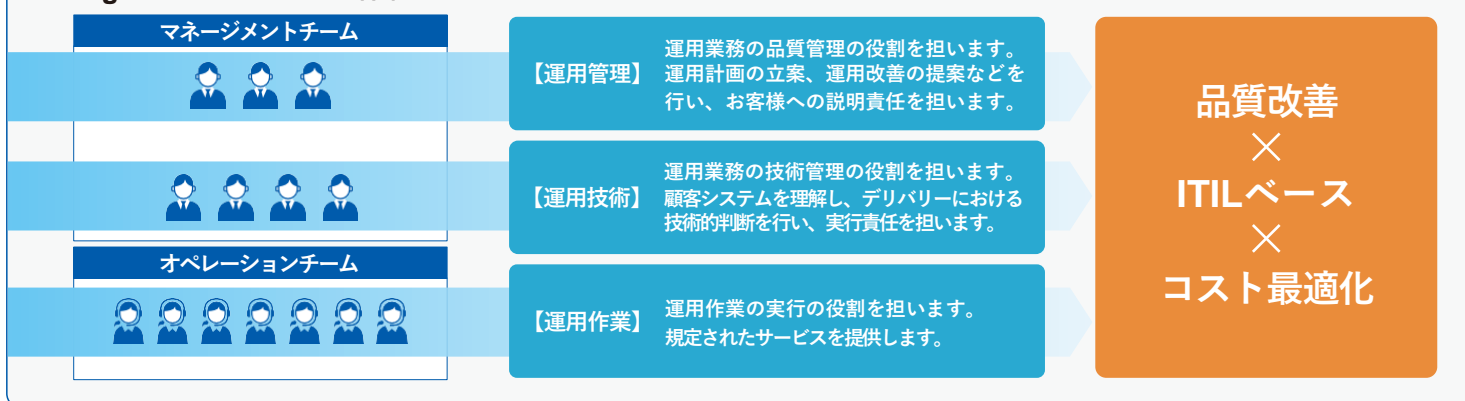 マネージメントチーム
【運用管理】
運用業務の品質管理の役割を担います。
運用計画の立案、運用改善の提案などを
行い、お客様への説明責任を担います。
【運用技術】
運用業務の技術管理の役割を担います。
顧客システムを理解し、デリバリーにおける
技術的判断を行い、実行責任を担います。
オペレーションチーム
【運用作業】
運用作業の実行の役割を担います。
規定されたサービスを提供します。
品質改善
×
ITILベース
×
コスト最適化